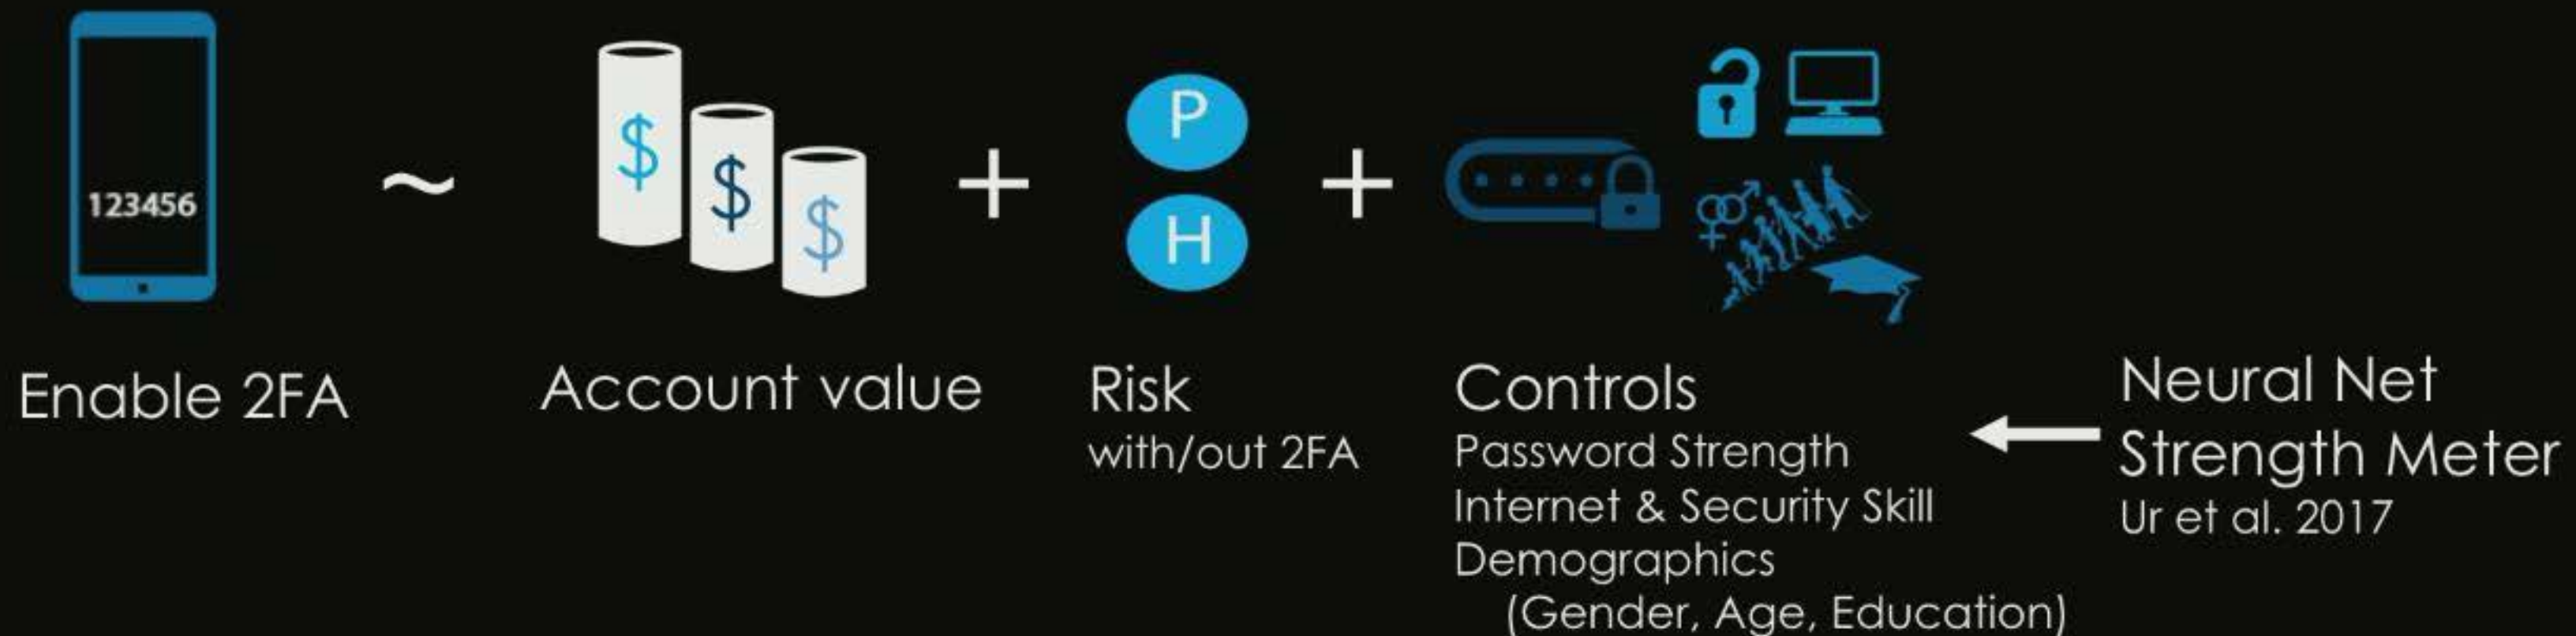 123456
~
$
$
$
+
P
H
+
Enable 2FA
Account value
Risk
with/out 2FA
Controls
Password Strength
Internet & Security Skill
Demographics
(Gender, Age, Education)
Neural Net
Strength Meter
Ur et al. 2017